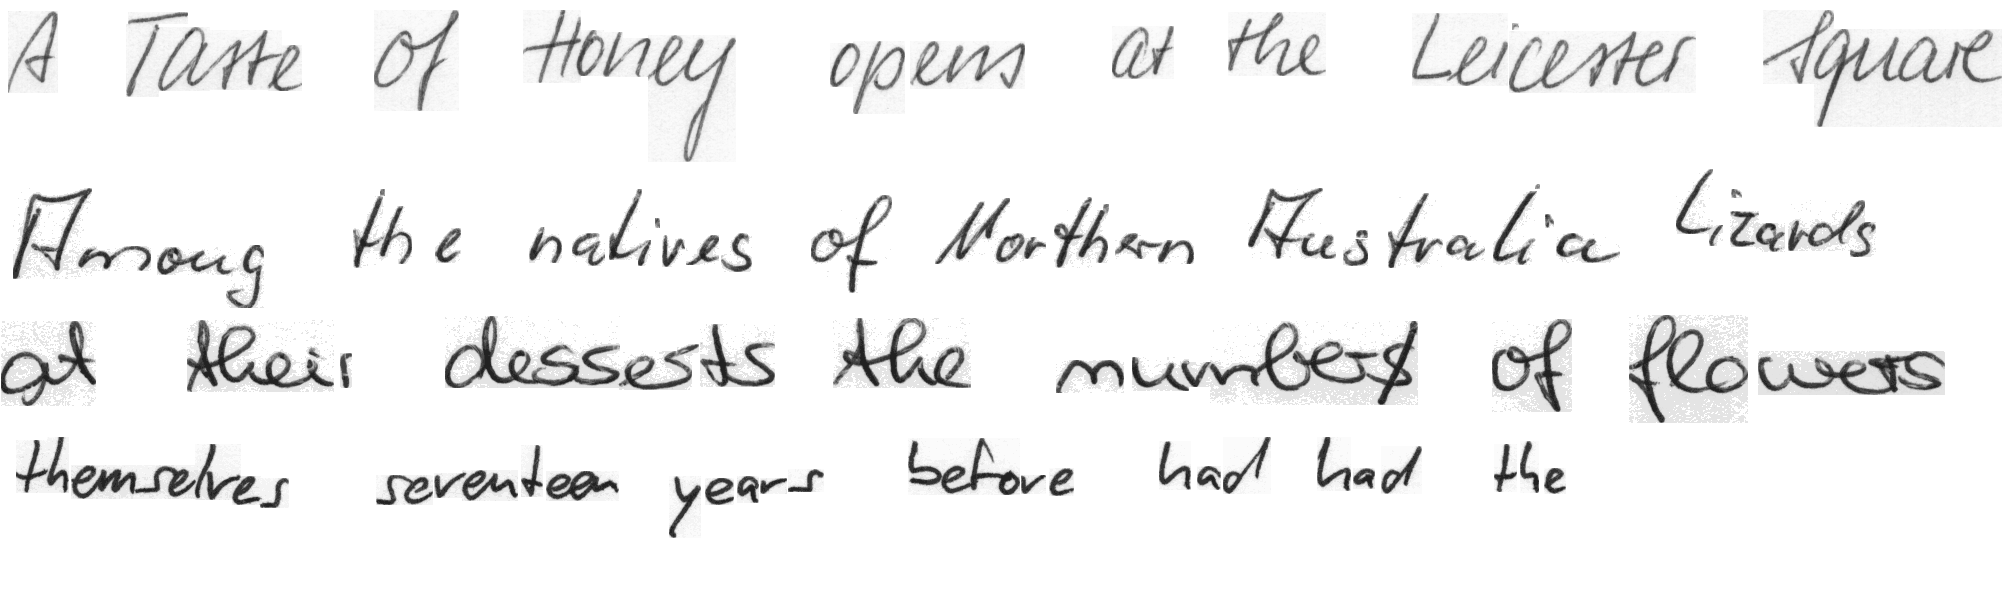 A Taste of Honey opens at the Leicester Square
Among the natives of Northern Australia Lizards
at their desserts the numbers of flowers
themselves seventeen years before had had the